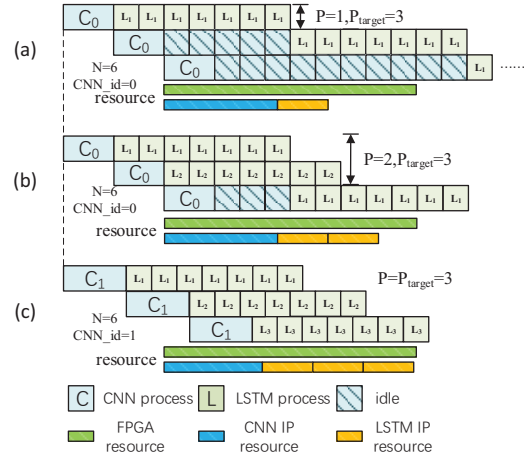 (a)
C₀ L₁ L₁ L₁ L₁ L₁ L₁ L₁
P=1,Pₜₐᵣgₑₜ=3
C₀ L₁ L₁ L₁ L₁ L₁ L₁ L₁
C₀ L₁ ......
N=6
CNN_id=0
resource
(b)
C₀ L₁ L₁ L₁ L₁ L₁ L₁ L₁
P=2,Pₜₐᵣgₑₜ=3
C₀ L₂ L₂ L₂ L₂ L₂ L₂ L₂
C₀ L₁ L₁ L₁ L₁ L₁ L₁ L₁
N=6
CNN_id=0
resource
(c)
C₁ L₁ L₁ L₁ L₁ L₁ L₁ L₁
P=Pₜₐᵣgₑₜ=3
C₁ L₂ L₂ L₂ L₂ L₂ L₂ L₂
C₁ L₃ L₃ L₃ L₃ L₃ L₃ L₃
N=6
CNN_id=1
resource
C CNN process
L LSTM process
idle
FPGA resource
CNN IP resource
LSTM IP resource